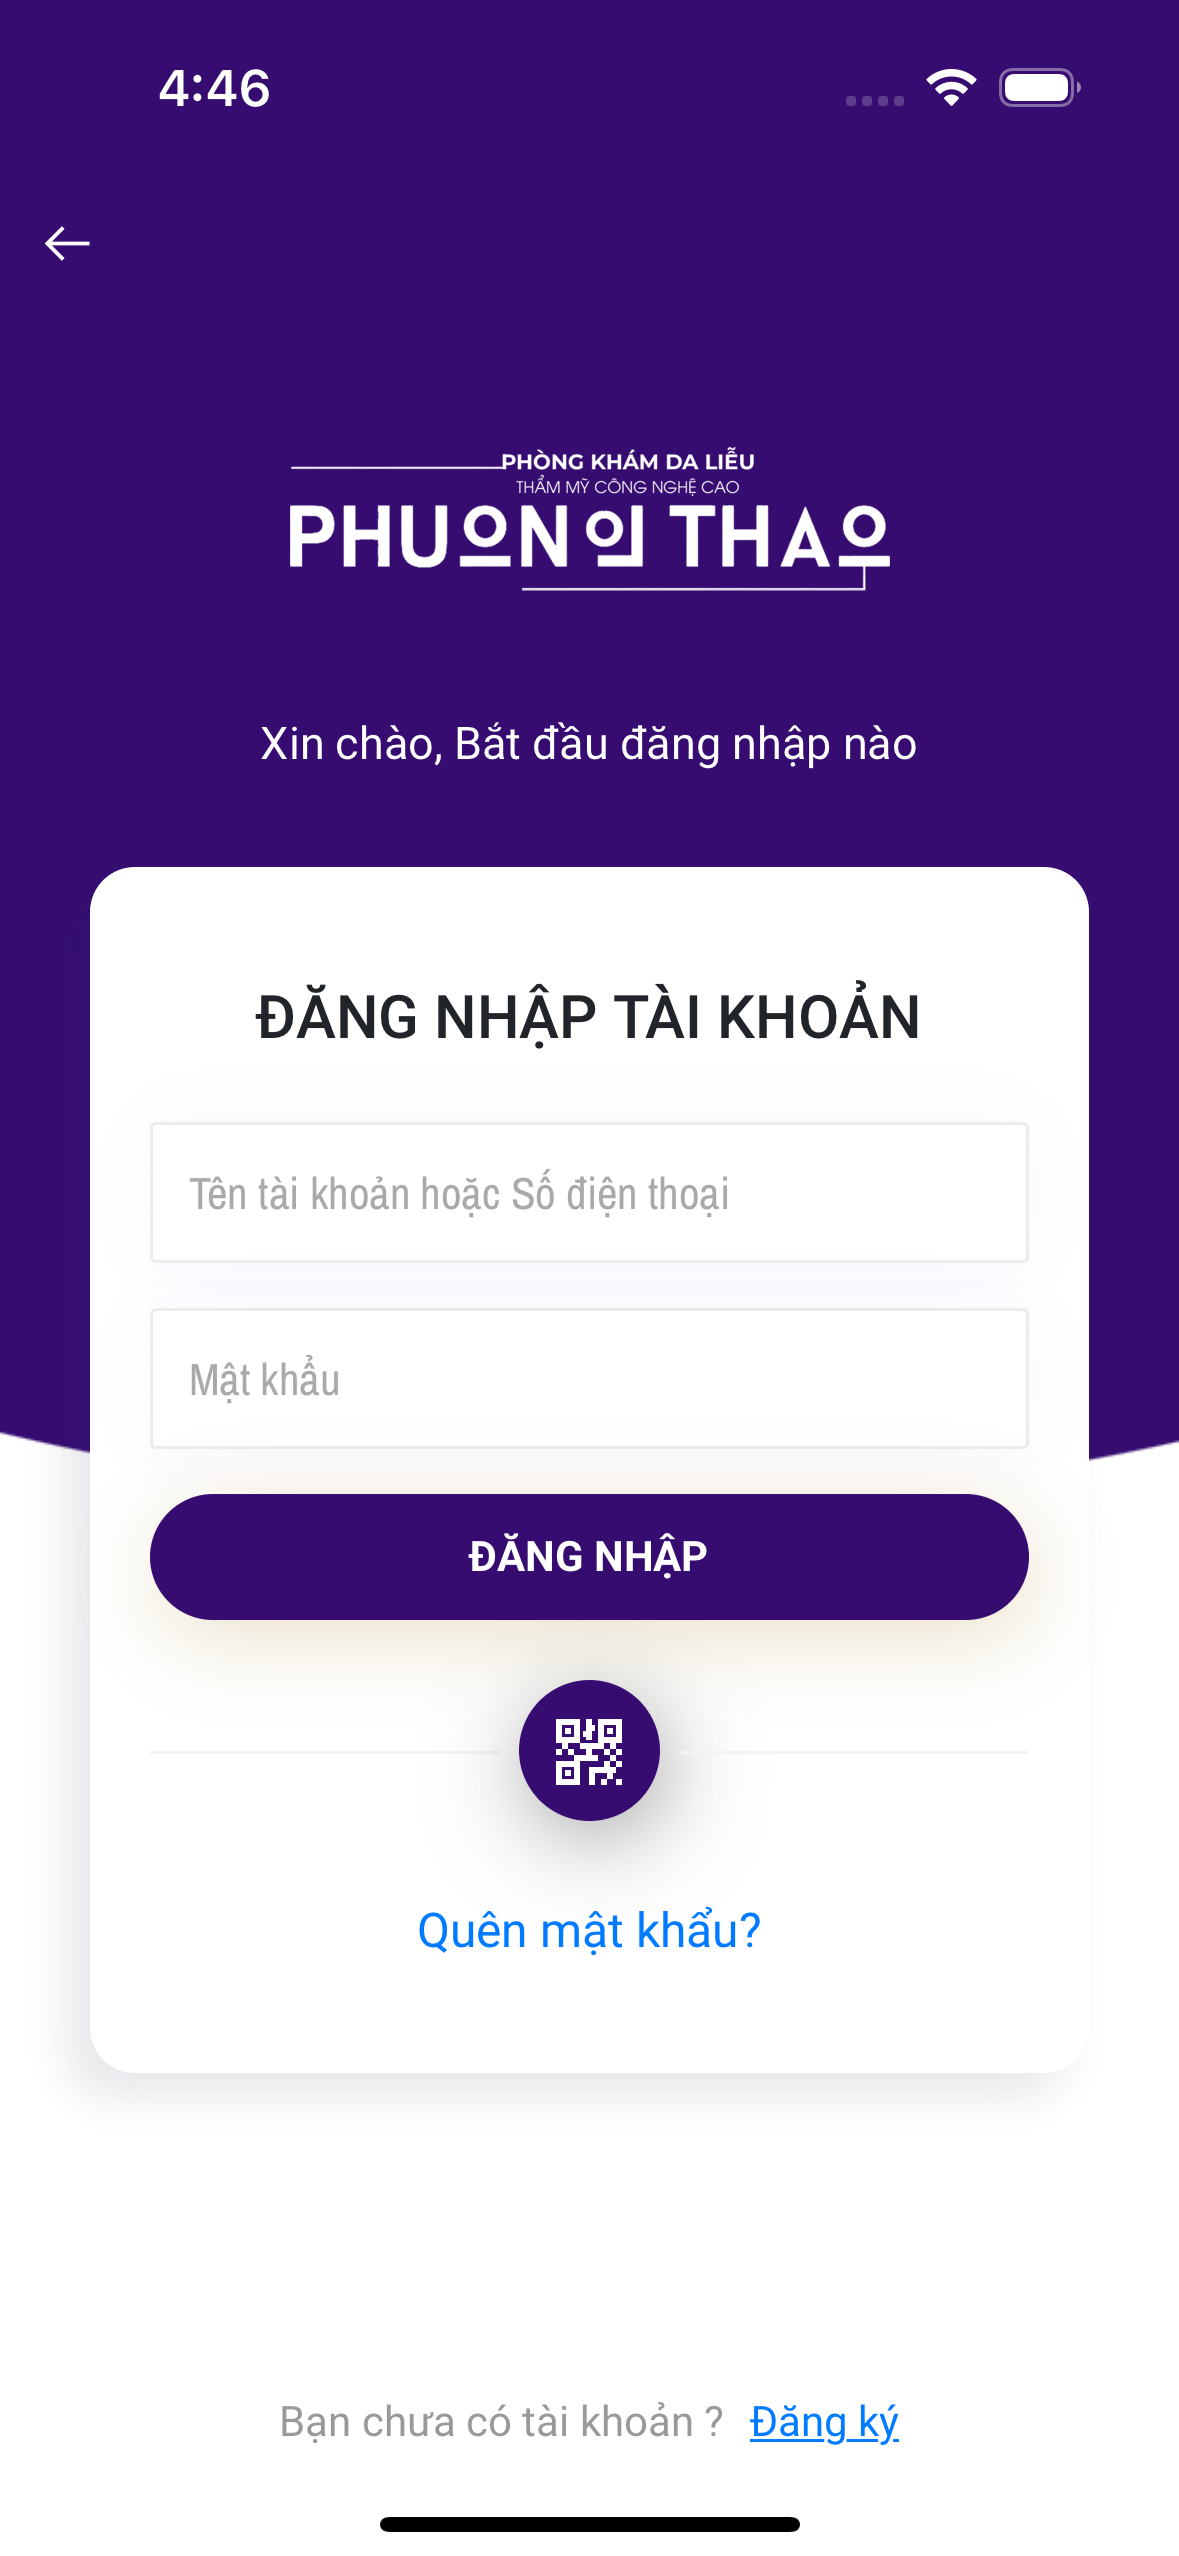 4:46
PHÒNG KHÁM DA LIỄU
THẨM MỸ CÔNG NGHỆ CAO
PHUONG THAO
Xin chào, Bắt đầu đăng nhập nào
ĐĂNG NHẬP TÀI KHOẢN
Tên tài khoản hoặc Số điện thoại
Mật khẩu
ĐĂNG NHẬP
Quên mật khẩu?
Bạn chưa có tài khoản ? Đăng ký